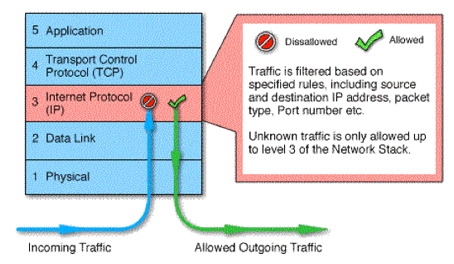 5 Application
4 Transport Control
Protocol (TCP)
3 Internet Protocol
(IP)
2 Data Link
1 Physical
Incoming Traffic
Allowed Outgoing Traffic
Disallowed
Allowed
Traffic is filtered based on
specified rules, including source
and destination IP address, packet
type, Port number etc.
Unknown traffic is only allowed up
to level 3 of the Network Stack.